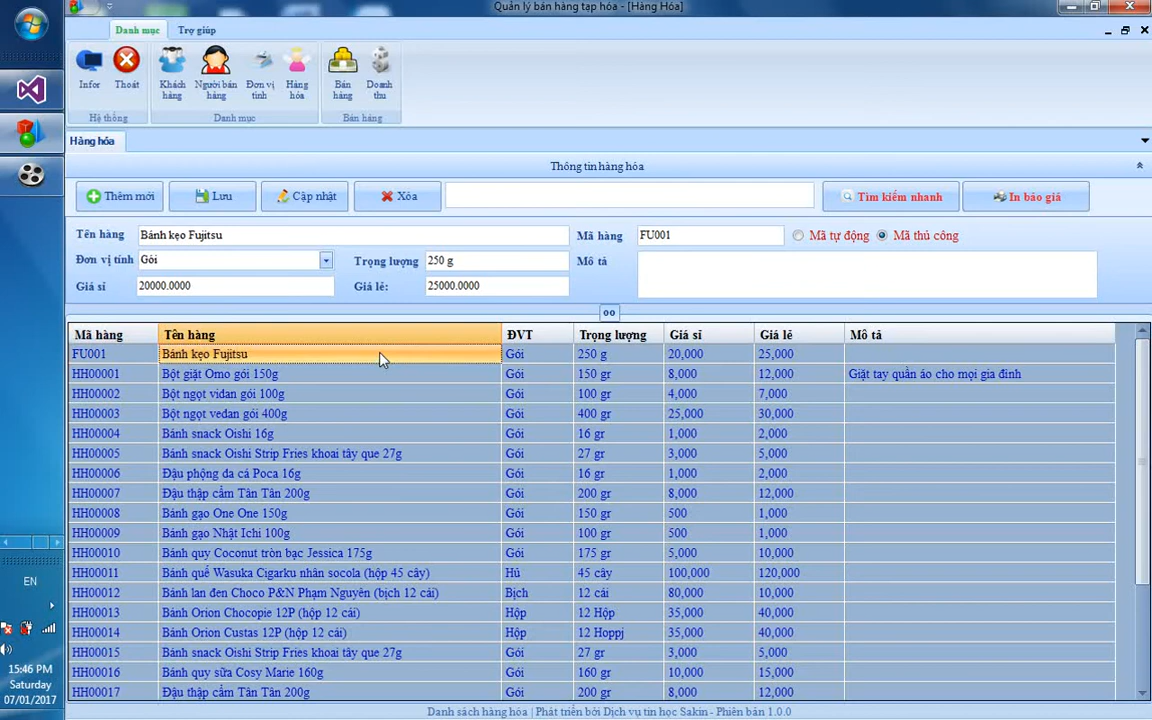 Quản lý bán hàng tạp hóa - [Hàng Hóa]
Danh mục Trợ giúp
Infor Thoát Khách hàng Người bán hàng Đơn vị tính Hàng hóa Bán hàng Doanh thu
Hệ thống Danh mục Bán hàng
Hàng hóa
Thông tin hàng hóa
Thêm mới Lưu Cập nhật Xóa Tìm kiếm nhanh In báo giá
Tên hàng Bánh kẹo Fujitsu Mã hàng FU001 Mã tự động Mã thủ công
Đơn vị tính Gói Trọng lượng 250 g Mô tả
Giá sỉ 20000.0000 Giá lẻ: 25000.0000
Mã hàng Tên hàng ĐVT Trọng lượng Giá sỉ Giá lẻ Mô tả
FU001 Bánh kẹo Fujitsu Gói 250 g 20,000 25,000
HH00001 Bột giặt Omo gói 150g Gói 150 gr 8,000 12,000 Giặt tay quần áo cho mọi gia đình
HH00002 Bột ngọt vidan gói 100g Gói 100 gr 4,000 7,000
HH00003 Bột ngọt vedan gói 400g Gói 400 gr 25,000 30,000
HH00004 Bánh snack Oishi 16g Gói 16 gr 1,000 2,000
HH00005 Bánh snack Oishi Strip Fries khoai tây que 27g Gói 27 gr 3,000 5,000
HH00006 Đậu phộng da cá Poca 16g Gói 16 gr 1,000 2,000
HH00007 Đậu thập cẩm Tân Tân 200g Gói 200 gr 8,000 12,000
HH00008 Bánh gạo One One 150g Gói 150 gr 500 1,000
HH00009 Bánh gạo Nhật Ichi 100g Gói 100 gr 500 1,000
HH00010 Bánh quy Coconut tròn bạc Jessica 175g Gói 175 gr 5,000 10,000
HH00011 Bánh quế Wasuka Cigarku nhân socola (hộp 45 cây) Hủ 45 cây 100,000 120,000
HH00012 Bánh lan đen Choco P&N Phạm Nguyên (bịch 12 cái) Bịch 12 cái 80,000 10,000
HH00013 Bánh Orion Chocopie 12P (hộp 12 cái) Hộp 12 Hộp 35,000 40,000
HH00014 Bánh Orion Custas 12P (hộp 12 cái) Hộp 12 Hoppj 35,000 40,000
HH00015 Bánh snack Oishi Strip Fries khoai tây que 27g Gói 27 gr 3,000 5,000
HH00016 Bánh quy sữa Cosy Marie 160g Gói 160 gr 10,000 15,000
HH00017 Đậu thập cẩm Tân Tân 200g Gói 200 gr 8,000 12,000
Danh sách hàng hóa | Phát triển bởi Dịch vụ tin học Sakin - Phiên bản 1.0.0
EN
15:46 PM
Saturday
07/01/2017